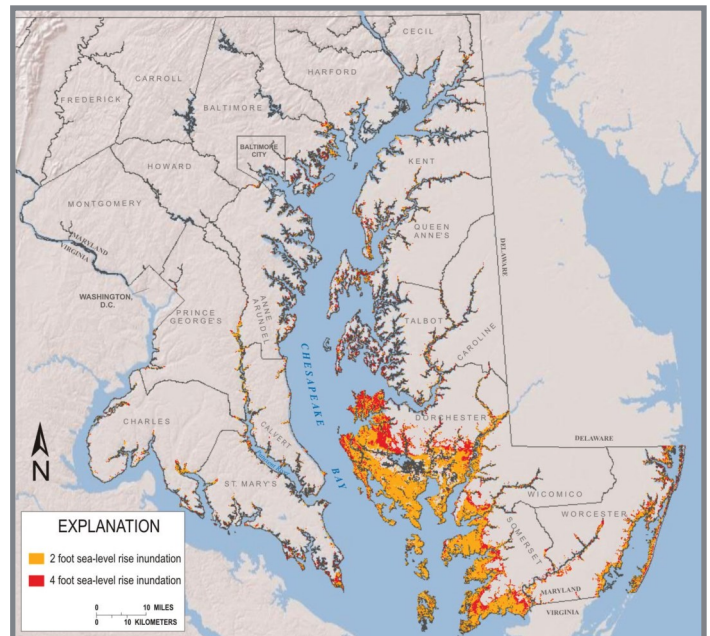 CECIL
HARFORD
CARROLL
FREDERICK
BALTIMORE
BALTIMORE
CITY
KENT
HOWARD
MONTGOMERY
QUEEN
ANNE'S
MARYLAND
VIRGINIA
DELAWARE
WASHINGTON,
D.C.
PRINCE
GEORGE'S
ANNE
ARUNDEL
TALBOT
CAROLINE
CHESAPEAKE
BAY
DORCHESTER
CHARLES
CALVERT
DELAWARE
MARYLAND
N
ST MARY'S
WICOMICO
WORCESTER
SOMERSET
MARYLAND
VIRGINIA
EXPLANATION
2 foot sea-level rise inundation
4 foot sea-level rise inundation
0 10 MILES
0 10 KILOMETERS